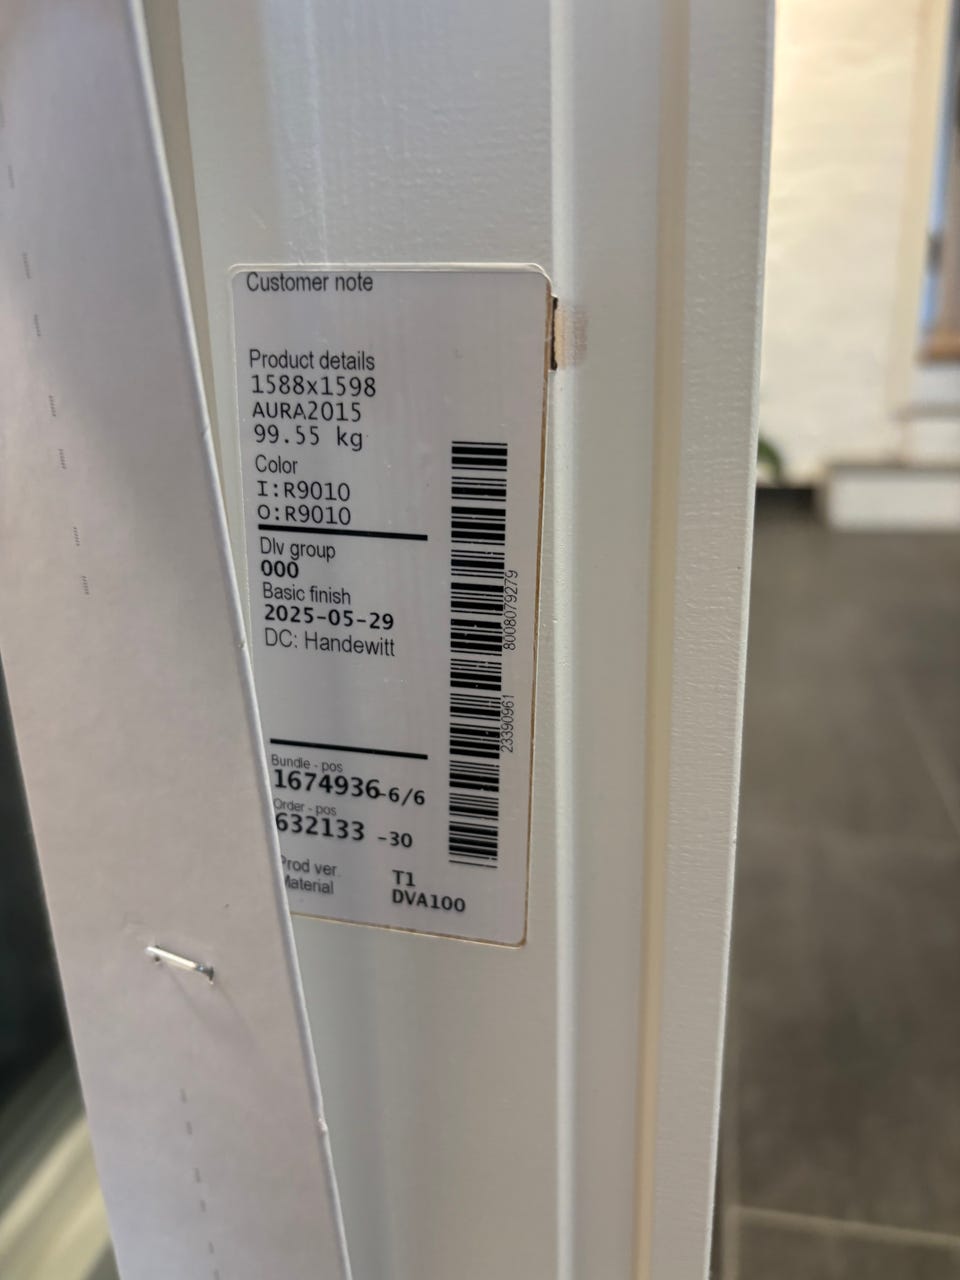 Customer note
Product details
1588x1598
AURA2015
99.55 kg
Color
I:R9010
O:R9010
Dlv group
000
Basic finish
2025-05-29
DC: Handewitt
Bundle - pos
1674936-6/6
Order - pos
632133 -30
Prod ver. T1
Material DVA100
8008079279
23390961